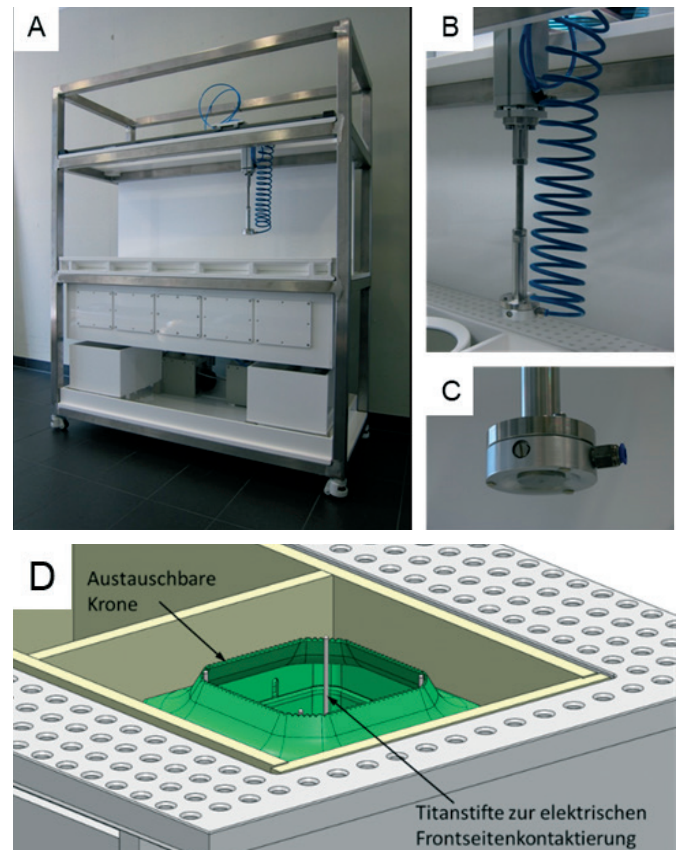 A
B
C
D
Austauschbare
Krone
Titanstifte zur elektrischen
Frontseitenkontaktierung